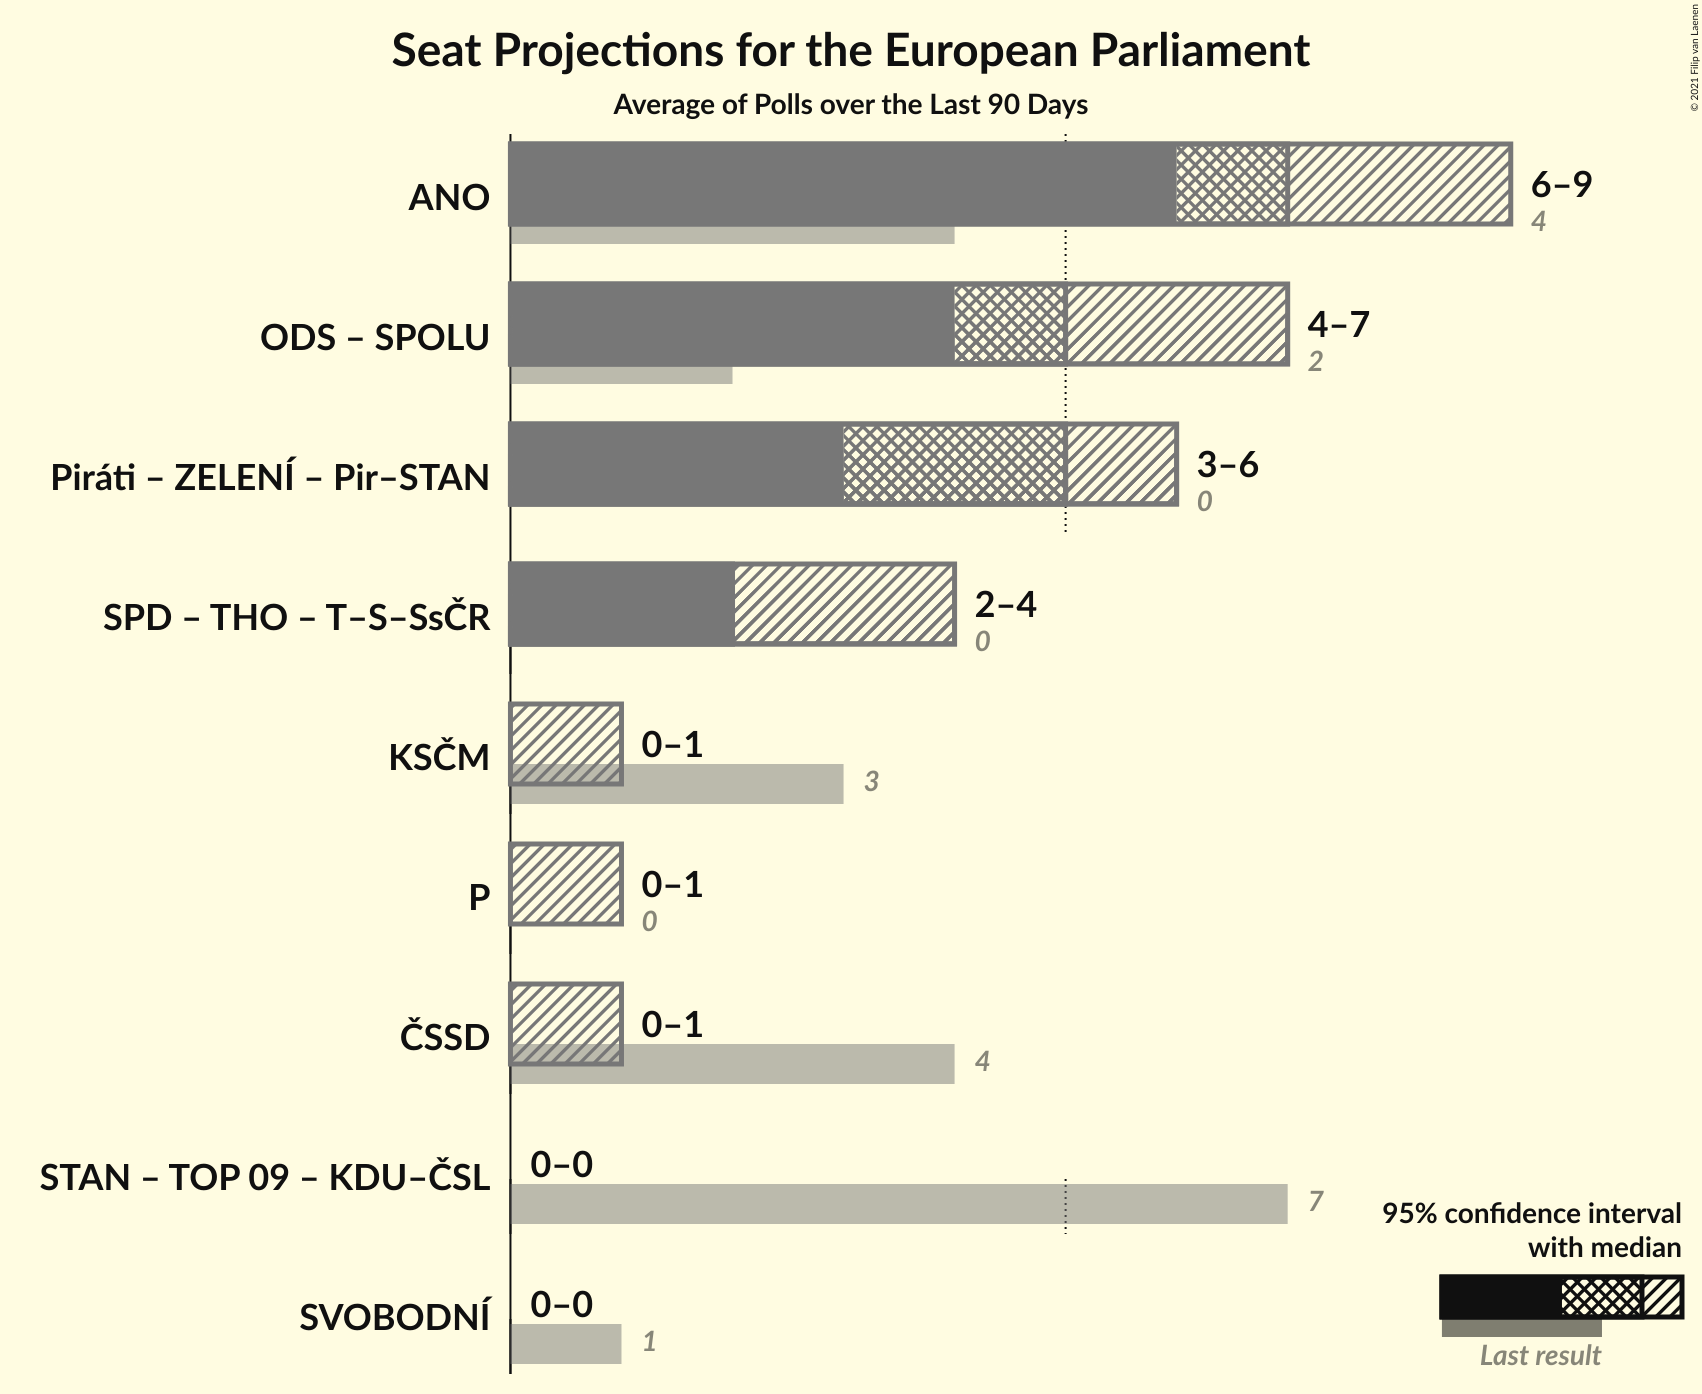 Seat Projections for the European Parliament
Average of Polls over the Last 90 Days
© 2021 Filip van Laenen
ANO
6–9
4
ODS – SPOLU
4–7
2
Piráti – ZELENÍ – Pir–STAN
3–6
0
SPD – THO – T–S–SsČR
2–4
0
KSČM
0–1
3
P
0–1
0
ČSSD
0–1
4
STAN – TOP 09 – KDU–ČSL
0–0
7
SVOBODNÍ
0–0
1
95% confidence interval
with median
Last result